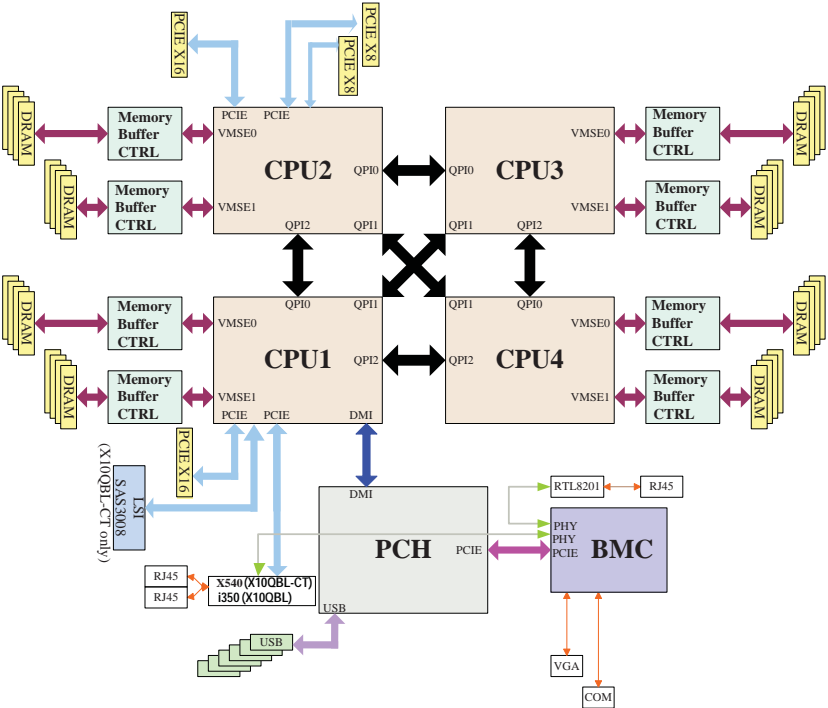 PCIE X16
PCIE X8
PCIE X8
DRAM
Memory
Buffer
CTRL
PCIE
PCIE
VMSE0
CPU2
QPI0
QPI0
CPU3
VMSE0
Memory
Buffer
CTRL
DRAM
DRAM
Memory
Buffer
CTRL
VMSE1
QPI2
QPI1
QPI1
QPI2
VMSE1
Memory
Buffer
CTRL
DRAM
DRAM
Memory
Buffer
CTRL
VMSE0
QPI0
QPI1
CPU1
QPI2
QPI1
QPI0
QPI2
CPU4
VMSE0
Memory
Buffer
CTRL
DRAM
DRAM
Memory
Buffer
CTRL
VMSE1
PCIE
PCIE
DMI
VMSE1
Memory
Buffer
CTRL
DRAM
PCIE X16
LSI
SAS3008
(X10QBL-CT only)
DMI
PCH
PCIE
USB
RTL8201
RJ45
PHY
PHY
PCIE
BMC
RJ45
RJ45
X540 (X10QBL-CT)
i350 (X10QBL)
USB
VGA
COM